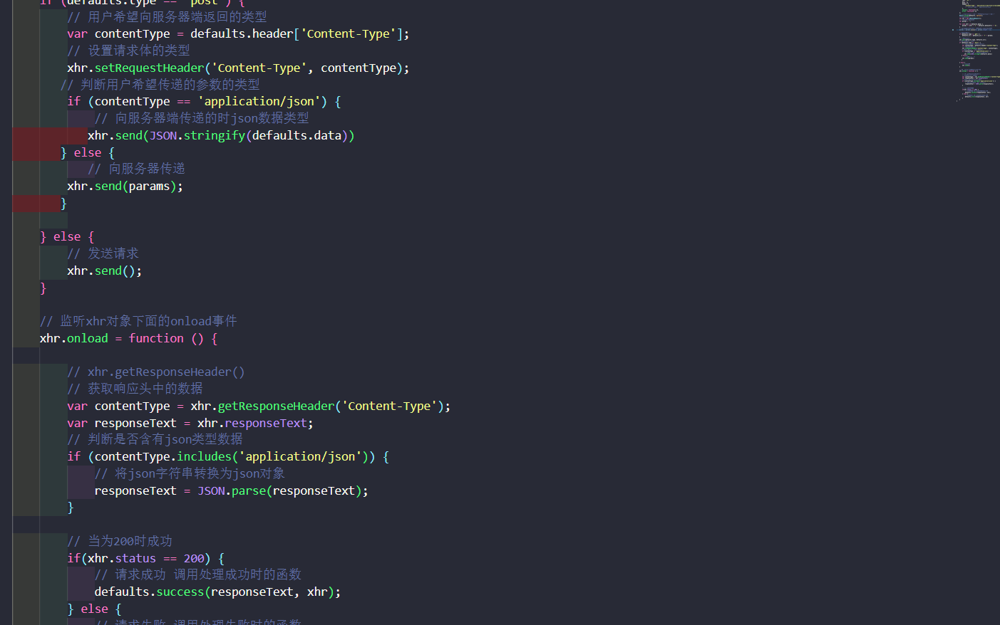 if (defaults.type == 'post') {
// 用户希望向服务器端返回的类型
var contentType = defaults.header['Content-Type'];
// 设置请求体的类型
xhr.setRequestHeader('Content-Type', contentType);
// 判断用户希望传递的参数的类型
if (contentType == 'application/json') {
// 向服务器端传递的时json数据类型
xhr.send(JSON.stringify(defaults.data))
} else {
// 向服务器传递
xhr.send(params);
}
} else {
// 发送请求
xhr.send();
}
// 监听xhr对象下面的onload事件
xhr.onload = function () {
// xhr.getResponseHeader()
// 获取响应头中的数据
var contentType = xhr.getResponseHeader('Content-Type');
var responseText = xhr.responseText;
// 判断是否含有json类型数据
if (contentType.includes('application/json')) {
// 将json字符串转换为json对象
responseText = JSON.parse(responseText);
}
// 当为200时成功
if(xhr.status == 200) {
// 请求成功 调用处理成功时的函数
defaults.success(responseText, xhr);
} else {
// 请求失败 调用处理失败时的函数